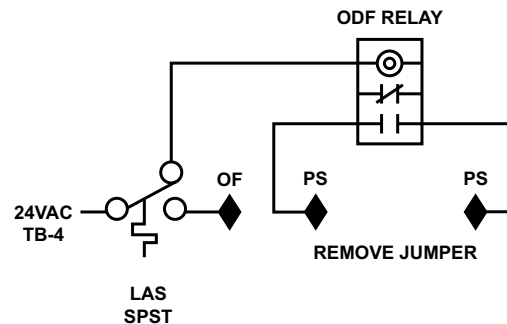 ODF RELAY
OF
PS
PS
24VAC
TB-4
REMOVE JUMPER
LAS
SPST